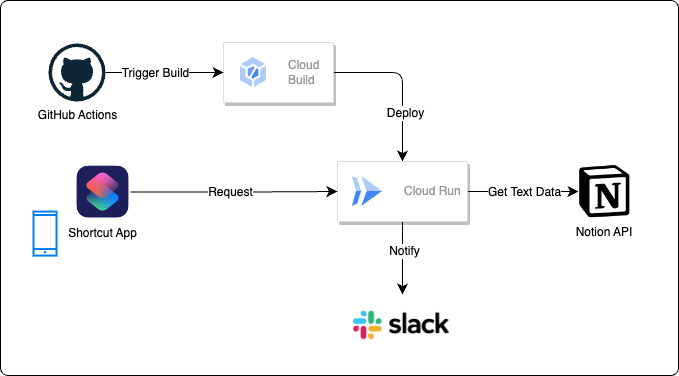 Trigger Build
Cloud
Build
GitHub Actions
Deploy
Request
Cloud Run
Get Text Data
N
Shortcut App
Notion API
Notify
slack